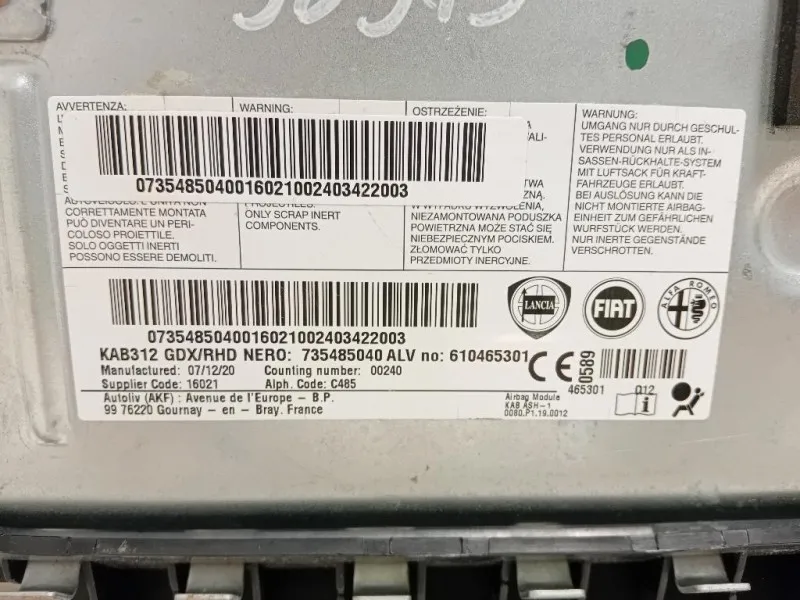 AVVERTENZA:
0735485040016021002403422003
CORRETTAMENTE MONTATA
PUÒ DIVENTARE UN PERI-
COLOSO PROIETTILE.
SOLO OGGETTI INERTI
POSSONO ESSERE DEMOLITI.
WARNING:
ONLY SCRAP INERT
COMPONENTS.
OSTRZEŻENIE:
NIEZAMONTOWANA PODUSZKA
POWIETRZNA MOŻE STAĆ SIĘ
NIEBEZPIECZNYM POCISKIEM.
ZŁOMOWAĆ TYLKO
PRZEDMIOTY INERCYJNE.
WARNUNG:
UMGANG NUR DURCH GESCHUL-
TES PERSONAL ERLAUBT.
VERWENDUNG NUR ALS IN-
SASSEN-RÜCKHALTE-SYSTEM
MIT LUFTSACK FÜR KRAFT-
FAHRZEUGE ERLAUBT.
BEI AUSLÖSUNG KANN DIE
NICHT MONTIERTE AIRBAG-
EINHEIT ZUM GEFÄHRLICHEN
WURFSTÜCK WERDEN.
NUR INERTE GEGENSTÄNDE
VERSCHROTTEN.
LANCIA
FIAT
ALFA ROMEO
0735485040016021002403422003
KAB312 GDX/RHD NERO: 735485040 ALV no: 610465301
Manufactured: 07/12/20 Counting number: 00240
Supplier Code: 16021 Alph. Code: C485
CE
0589
465301 Q12
Autoliv (AKF) : Avenue de l'Europe - B.P.
99 76220 Gournay - en - Bray. France
Airbag Module
KAB ASH-1
0080.P1.19.0012
i